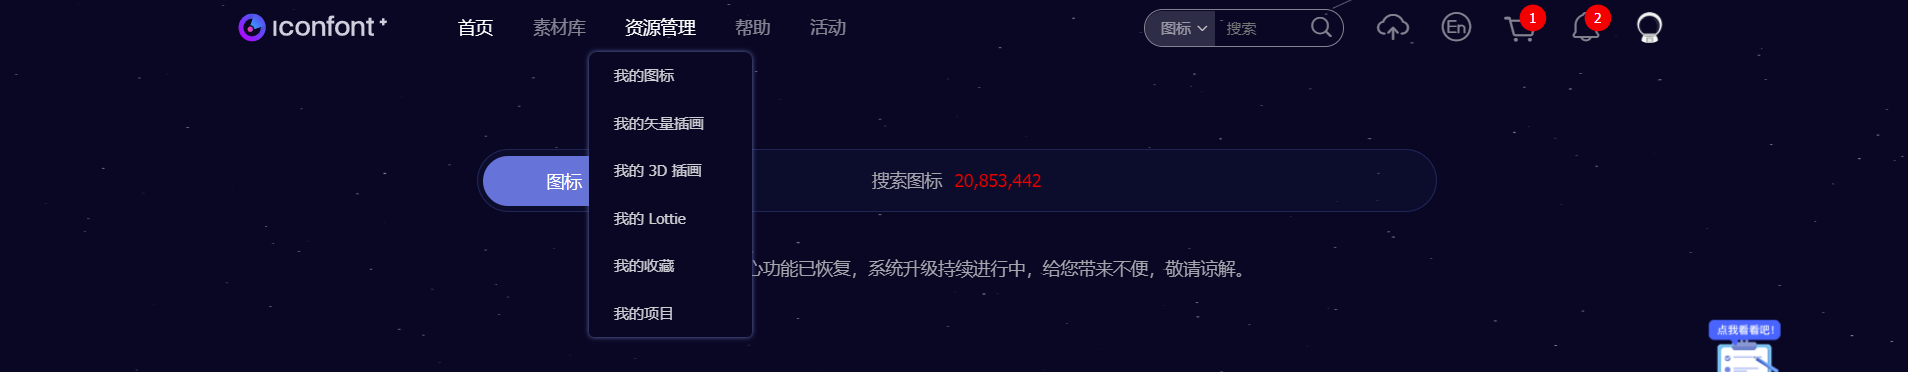 iconfont+ 首页 素材库 资源管理 帮助 活动 图标 搜索 En 1 2
我的图标
我的矢量插画
我的 3D 插画
我的 Lottie
我的收藏
我的项目
图标 搜索图标 20,853,442
功能已恢复，系统升级持续进行中，给您带来不便，敬请谅解。
点我看看吧！